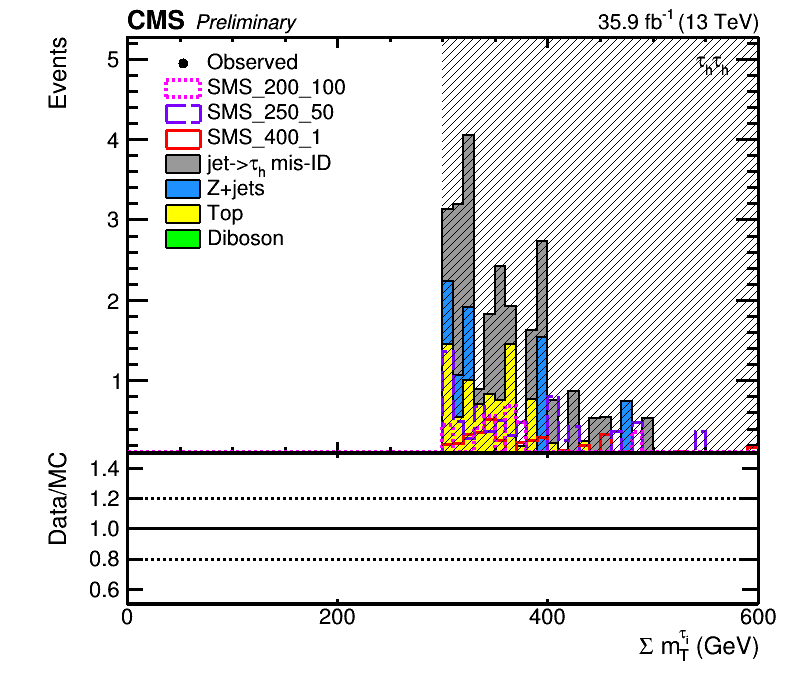 CMS Preliminary 35.9 fb⁻¹ (13 TeV)
Events
5
4
3
2
1
τₕτₕ
Observed
SMS_200_100
SMS_250_50
SMS_400_1
jet->τₕ mis-ID
Z+jets
Top
Diboson
Data/MC
1.4
1.2
1.0
0.8
0.6
0 200 400 600
Σ m_T^{τ_i} (GeV)